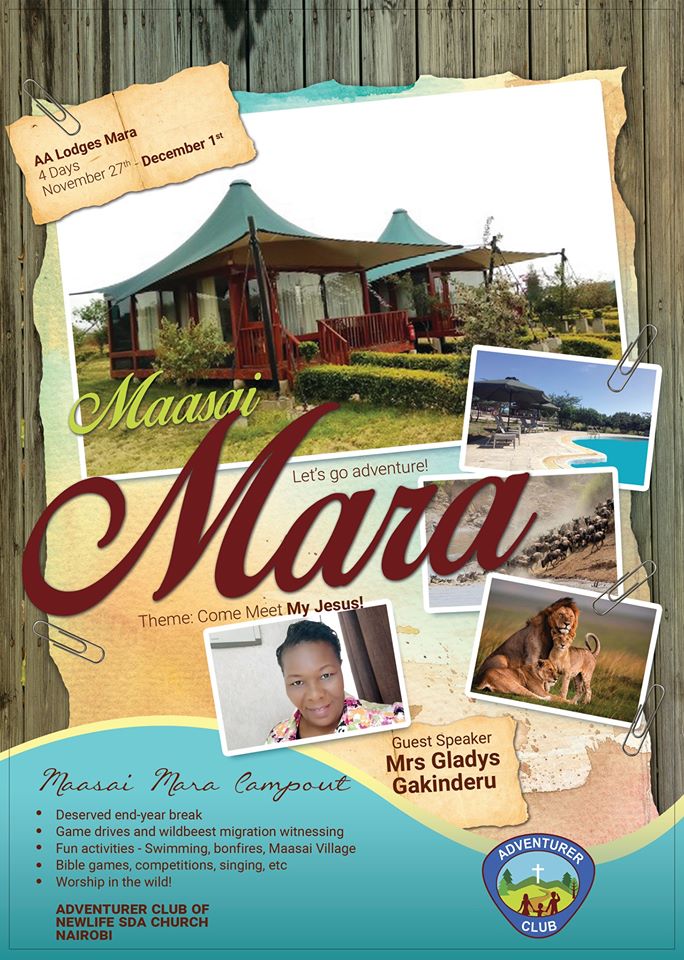 AA Lodges Mara
4 Days
November 27th - December 1st
Maasai
Mara
Let's go adventure!
Theme: Come Meet My Jesus!
Guest Speaker
Mrs Gladys
Gakinderu
Maasai Mara Campout
• Deserved end-year break
• Game drives and wildbeest migration witnessing
• Fun activities - Swimming, bonfires, Maasai Village
• Bible games, competitions, singing, etc
• Worship in the wild!
ADVENTURER CLUB OF
NEWLIFE SDA CHURCH
NAIROBI
ADVENTURER
CLUB